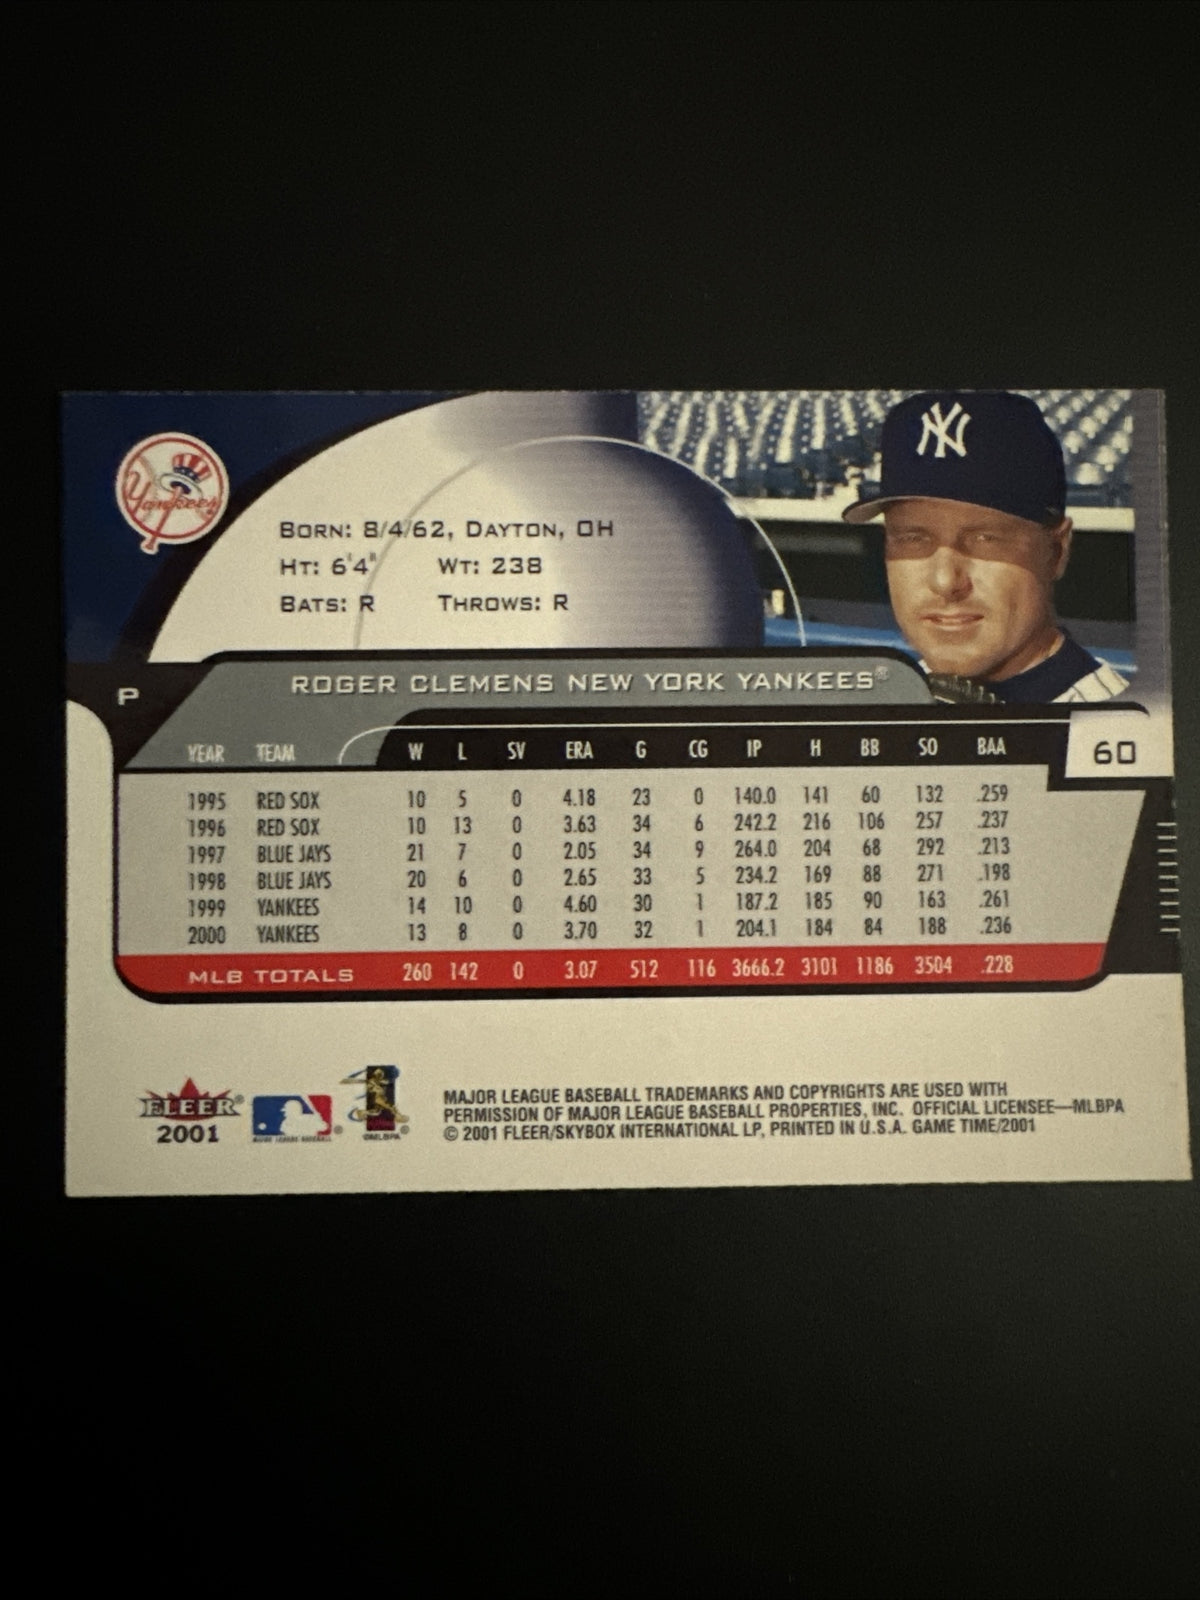 Yankees
NY
BORN: 8/4/62, DAYTON, OH
HT: 6'4" WT: 238
BATS: R THROWS: R
P
ROGER CLEMENS NEW YORK YANKEES®
60
YEAR TEAM W L SV ERA G CG IP H BB SO BAA
1995 RED SOX 10 5 0 4.18 23 0 140.0 141 60 132 .259
1996 RED SOX 10 13 0 3.63 34 6 242.2 216 106 257 .237
1997 BLUE JAYS 21 7 0 2.05 34 9 264.0 204 68 292 .213
1998 BLUE JAYS 20 6 0 2.65 33 5 234.2 169 88 271 .198
1999 YANKEES 14 10 0 4.60 30 1 187.2 185 90 163 .261
2000 YANKEES 13 8 0 3.70 32 1 204.1 184 84 188 .236
MLB TOTALS 260 142 0 3.07 512 116 3666.2 3101 1186 3504 .228
FLEER®
2001
MAJOR LEAGUE BASEBALL®
©MLBPA
MAJOR LEAGUE BASEBALL TRADEMARKS AND COPYRIGHTS ARE USED WITH
PERMISSION OF MAJOR LEAGUE BASEBALL PROPERTIES, INC. OFFICIAL LICENSEE—MLBPA
© 2001 FLEER/SKYBOX INTERNATIONAL LP, PRINTED IN U.S.A. GAME TIME/2001